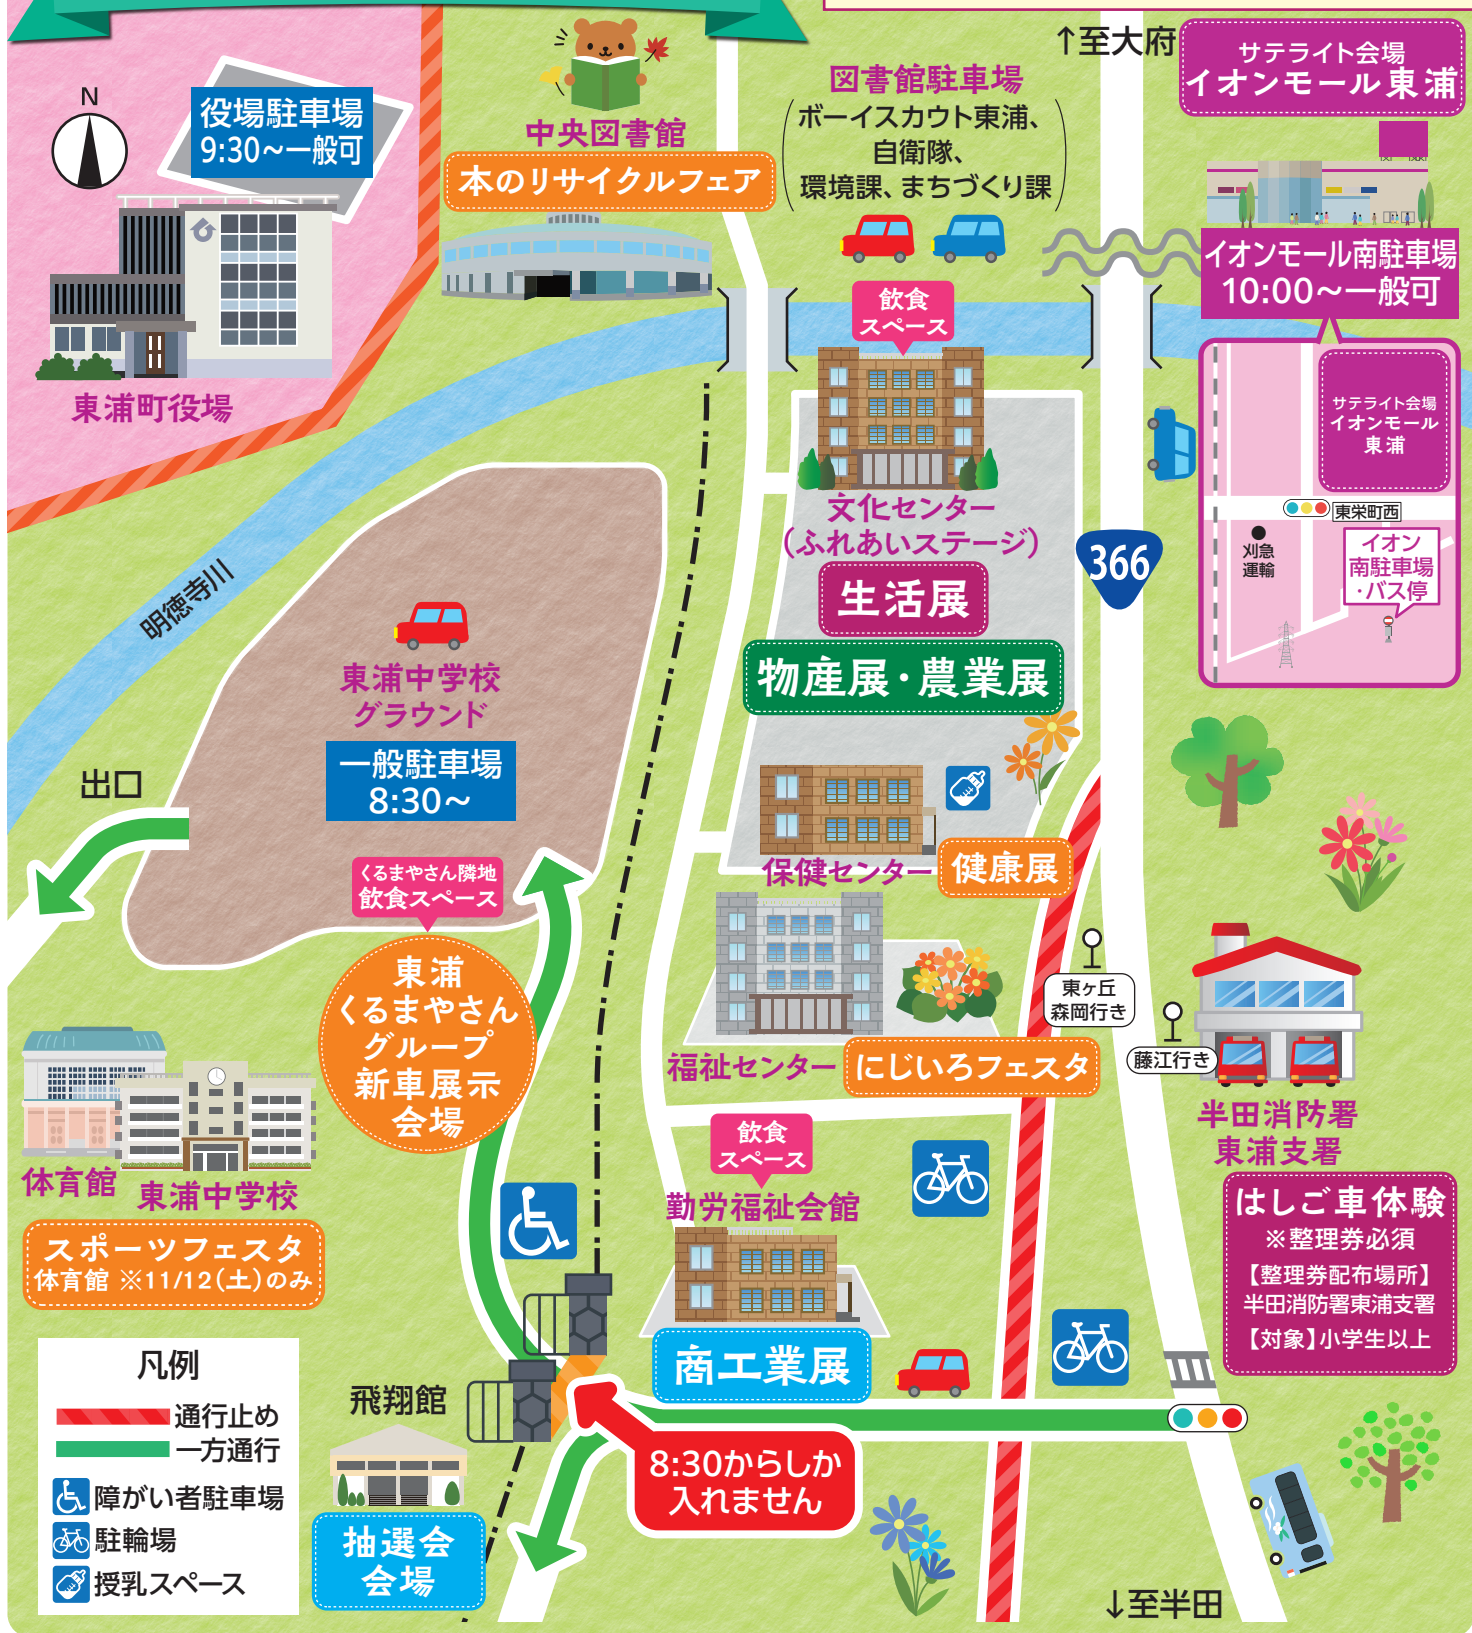 ↑至大府
サテライト会場
イオンモール東浦
N
役場駐車場
9:30～一般可
中央図書館
本のリサイクルフェア
図書館駐車場
(ボーイスカウト東浦、
自衛隊、
環境課、まちづくり課)
イオンモール南駐車場
10:00～一般可
飲食
スペース
東浦町役場
サテライト会場
イオンモール
東浦
東栄町西
刈急
運輸
イオン
南駐車場
・バス停
文化センター
(ふれあいステージ)
生活展
物産展・農業展
366
明徳寺川
東浦中学校
グラウンド
一般駐車場
8:30～
出口
くるまやさん隣地
飲食スペース
東浦
くるまやさん
グループ
新車展示
会場
保健センター
健康展
東ヶ丘
森岡行き
藤江行き
福祉センター
にじいろフェスタ
半田消防署
東浦支署
はしご車体験
※整理券必須
【整理券配布場所】
半田消防署東浦支署
【対象】小学生以上
体育館
東浦中学校
スポーツフェスタ
体育館 ※11/12(土)のみ
飲食
スペース
勤労福祉会館
商工業展
凡例
通行止め
一方通行
障がい者駐車場
駐輪場
授乳スペース
飛翔館
抽選会
会場
8:30からしか
入れません
↓至半田